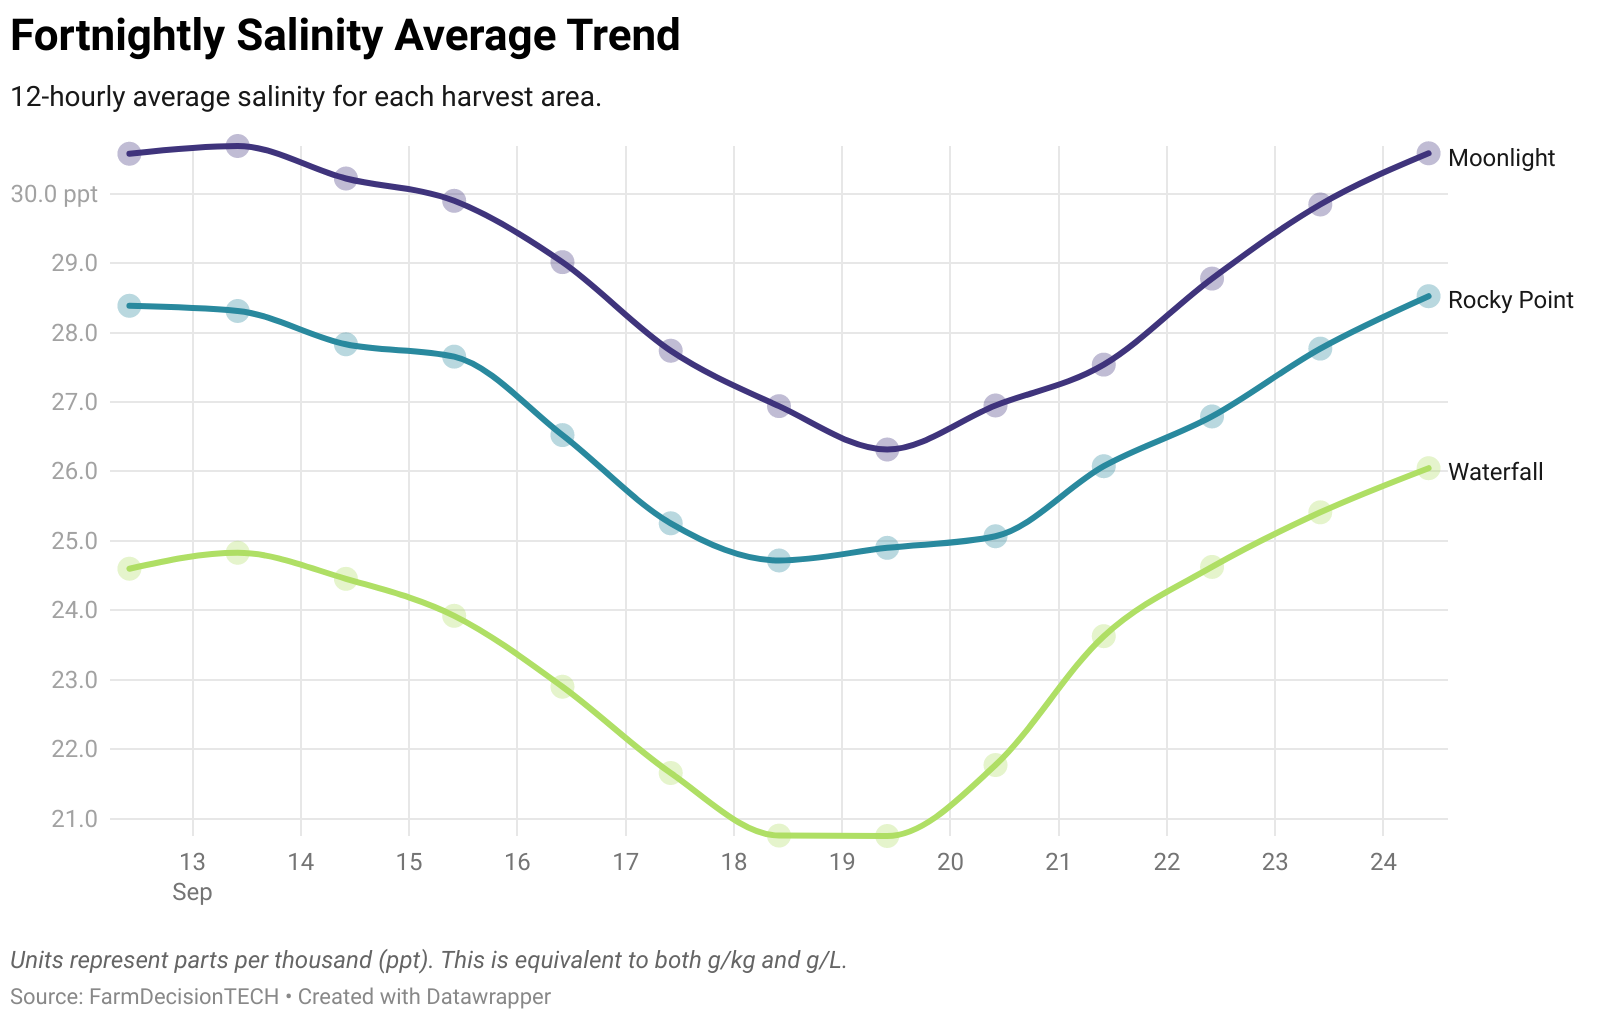 Fortnightly Salinity Average Trend
12-hourly average salinity for each harvest area.
Moonlight
30.0 ppt
29.0
Rocky Point
28.0
27.0
26.0
Waterfall
25.0
24.0
23.0
22.0
21.0
13 14 15 16 17 18 19 20 21 22 23 24
Sep
Units represent parts per thousand (ppt). This is equivalent to both g/kg and g/L.
Source: FarmDecisionTECH • Created with Datawrapper